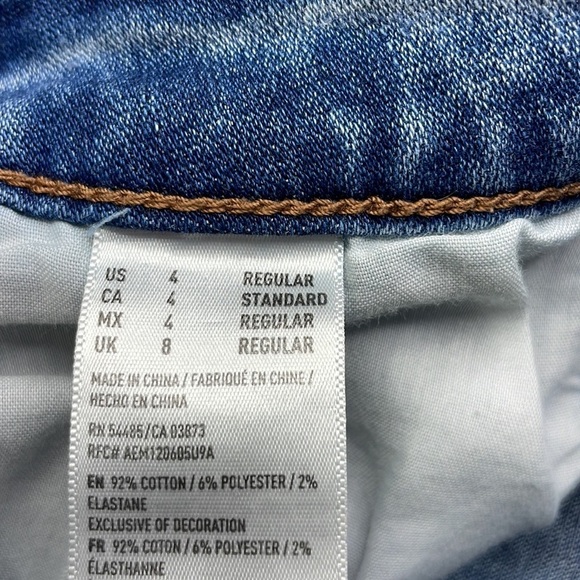 US 4 REGULAR
CA 4 STANDARD
MX 4 REGULAR
UK 8 REGULAR
MADE IN CHINA / FABRIQUÉ EN CHINE /
HECHO EN CHINA
RN 54485/CA 03873
RFC# AEM120605U9A
EN 92% COTTON / 6% POLYESTER / 2%
ELASTANE
EXCLUSIVE OF DECORATION
FR 92% COTON / 6% POLYESTER / 2%
ÉLASTHANNE